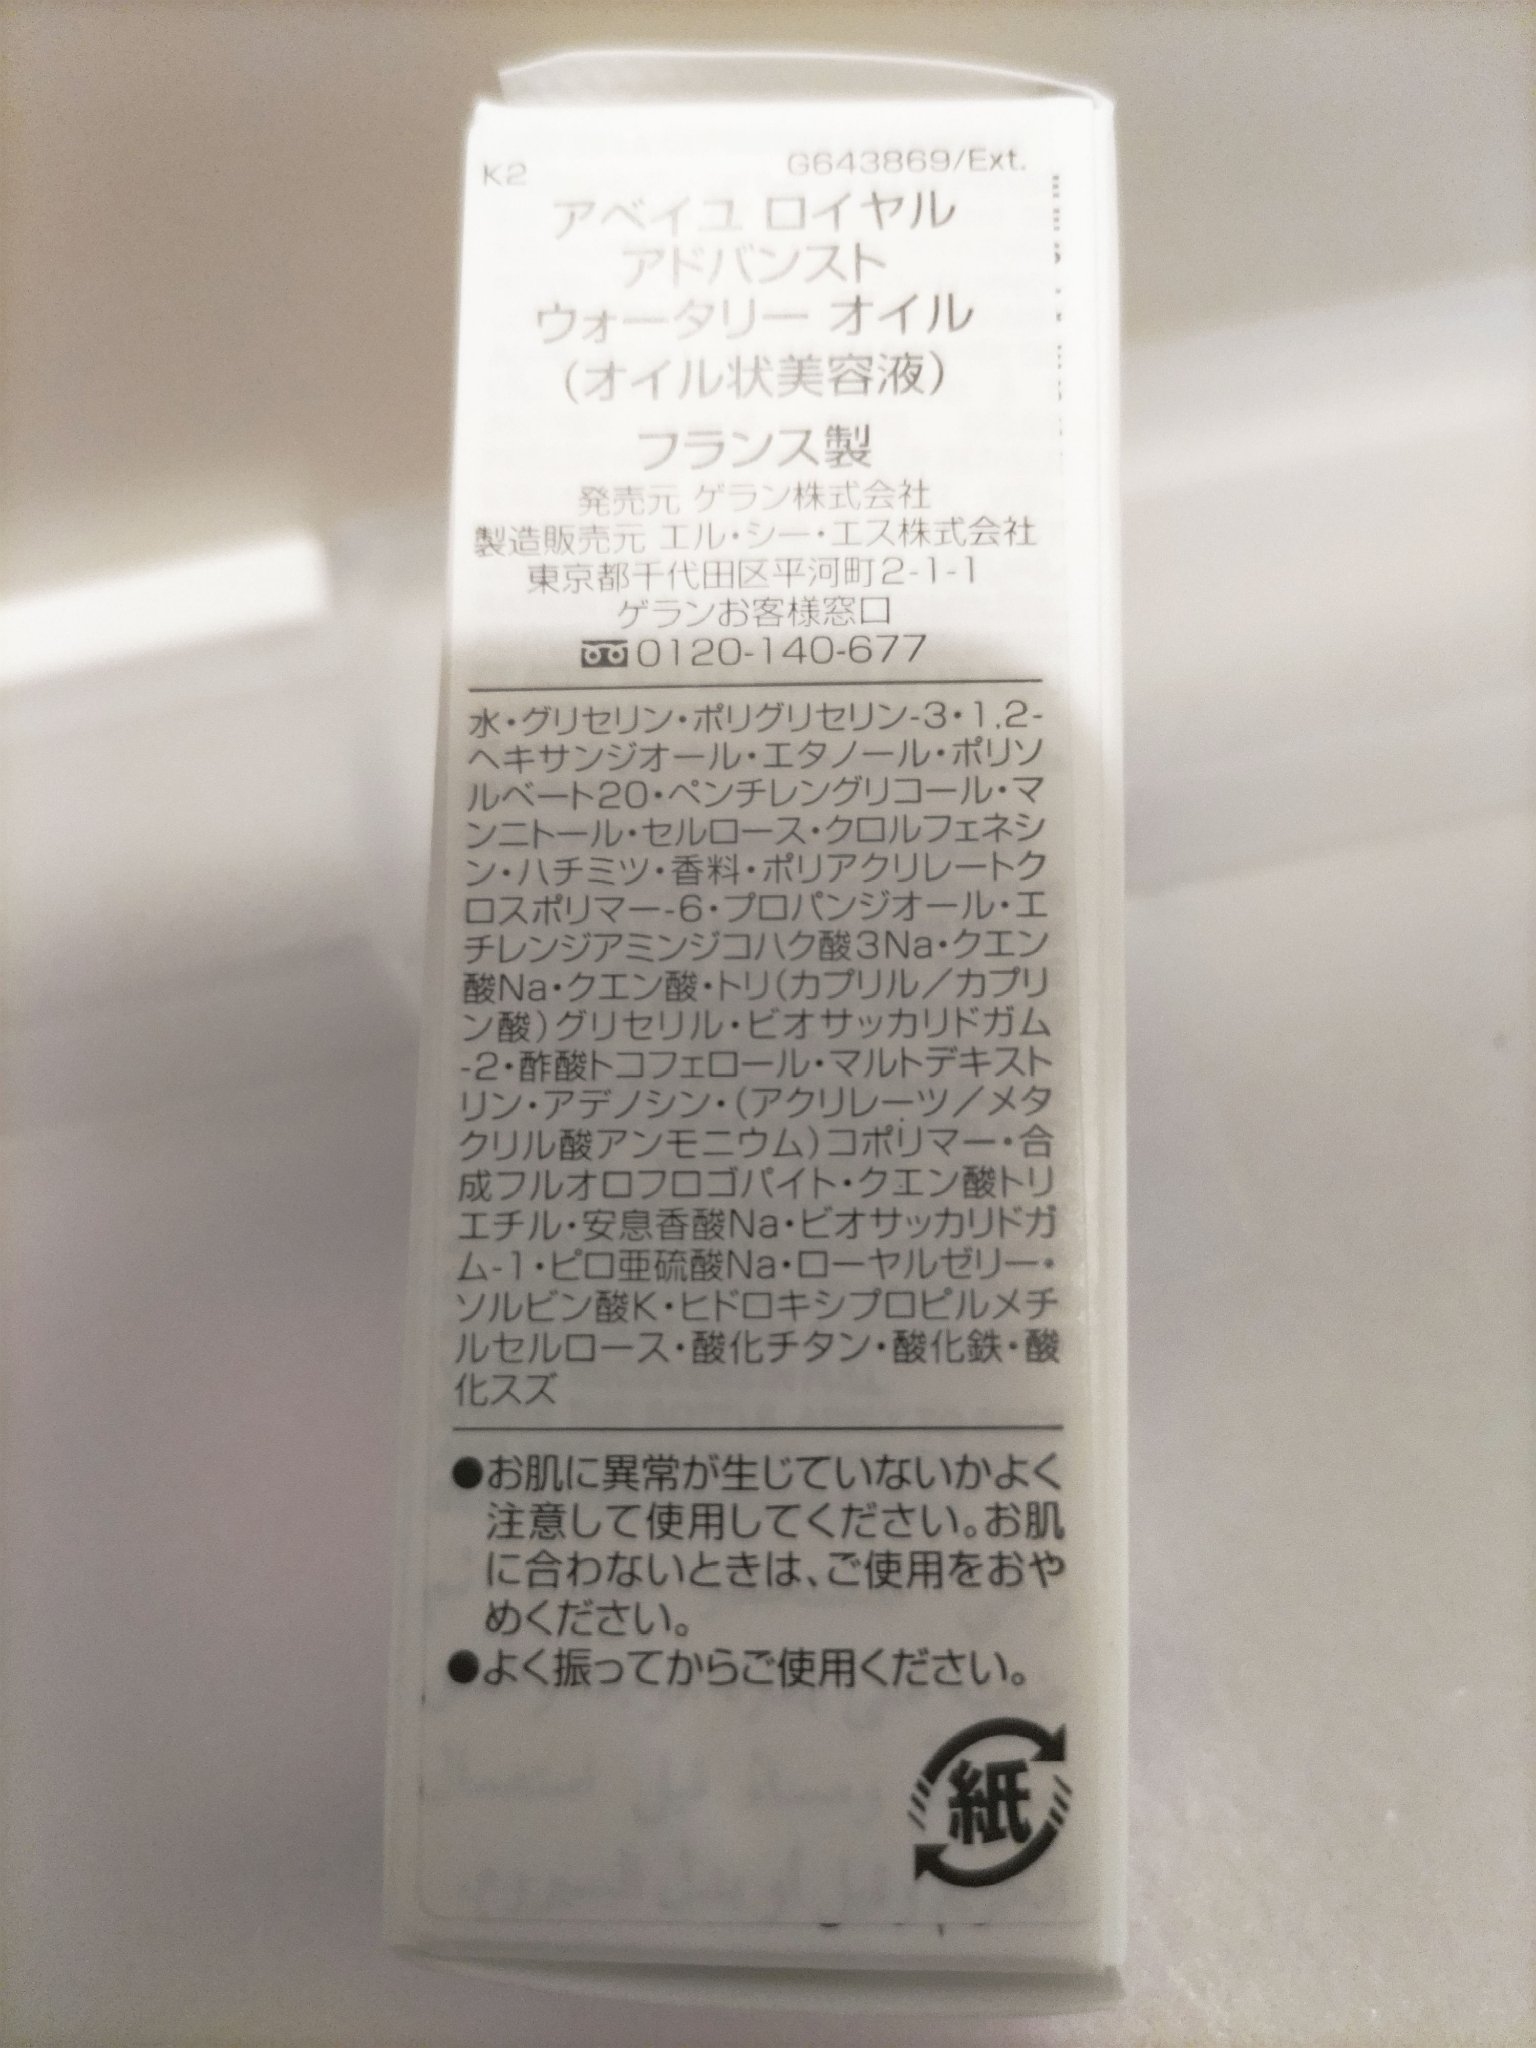 K2 G643869/Ext.
アベイユ ロイヤル
アドバンスト
ウォータリー オイル
(オイル状美容液)
フランス製
発売元 ゲラン株式会社
製造販売元 エル・シー・エス株式会社
東京都千代田区平河町2-1-1
ゲランお客様窓口
0120-140-677
水・グリセリン・ポリグリセリン-3・1,2-
ヘキサンジオール・エタノール・ポリソ
ルベート20・ペンチレングリコール・マ
ンニトール・セルロース・クロルフェネシ
ン・ハチミツ・香料・ポリアクリレートク
ロスポリマー-6・プロパンジオール・エ
チレンジアミンジコハク酸3Na・クエン
酸Na・クエン酸・トリ(カプリル/カプリ
ン酸)グリセリル・ビオサッカリドガム
-2・酢酸トコフェロール・マルトデキスト
リン・アデノシン・(アクリレーツ/メタ
クリル酸アンモニウム)コポリマー・合
成フルオロフロゴパイト・クエン酸トリ
エチル・安息香酸Na・ビオサッカリドガ
ム-1・ピロ亜硫酸Na・ローヤルゼリー・
ソルビン酸K・ヒドロキシプロピルメチ
ルセルロース・酸化チタン・酸化鉄・酸
化スズ
●お肌に異常が生じていないかよく
注意して使用してください。お肌
に合わないときは、ご使用をおや
めください。
●よく振ってからご使用ください。
紙